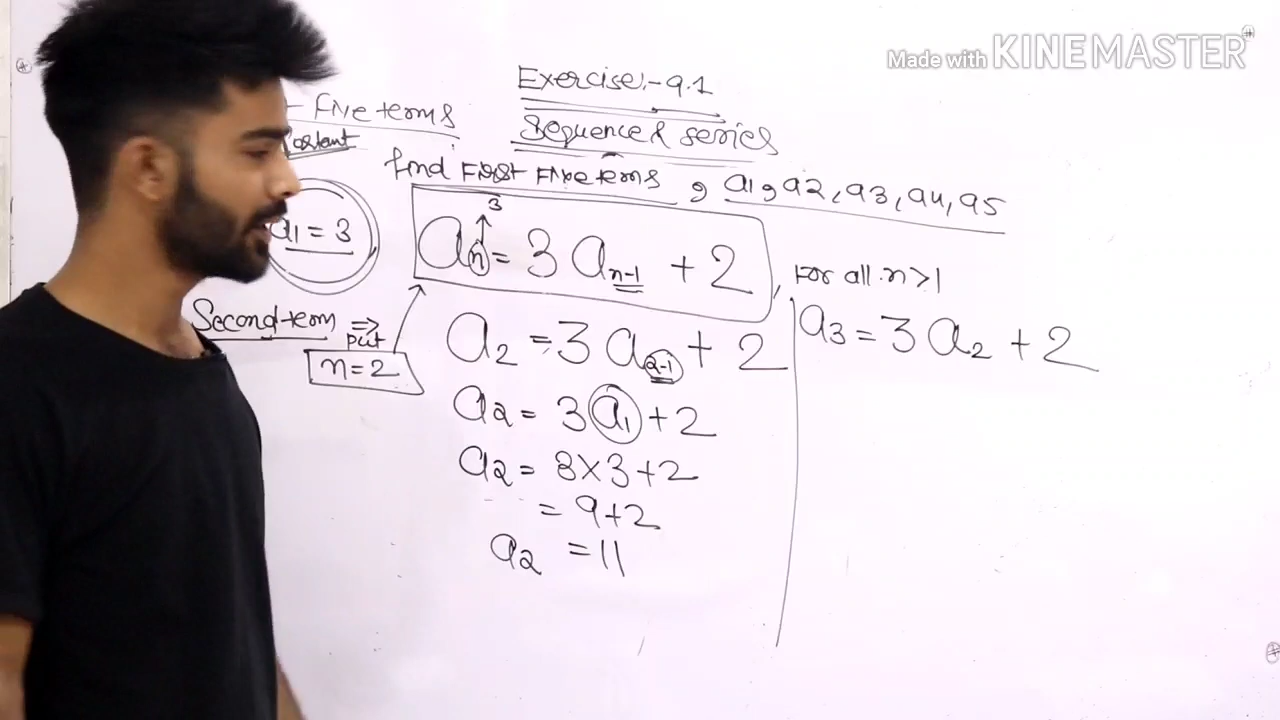 Made with KINEMASTER
Exercise:- 9.1
Five terms
Sequence & series
find First Five terms , a1, a2, a3, a4, a5
a1 = 3
3
an = 3 an-1 + 2 , For all n>1
Second term ⇒ put
n = 2
a2 = 3 a2-1 + 2
a2 = 3 a1 + 2
a2 = 3×3+2
= 9+2
a2 = 11
a3 = 3 a2 + 2